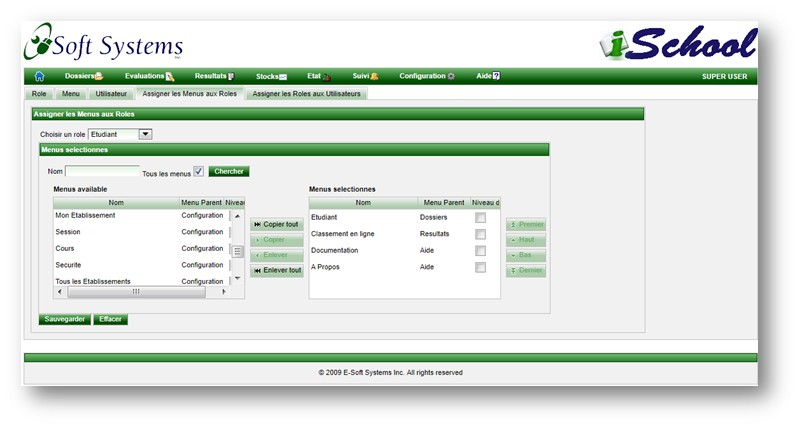 eSoft Systems Inc.
iSchool
Dossiers Evaluations Resultats Stocks Etat Suivi Configuration Aide SUPER USER
Role Menu Utilisateur Assigner les Menus aux Roles Assigner les Roles aux Utilisateurs
Assigner les Menus aux Roles
Choisir un role Etudiant
Menus selectionnes
Nom Tous les menus Chercher
Menus available
Nom Menu Parent Niveau
Mon Etablissement Configuration
Session Configuration
Cours Configuration
Securite Configuration
Tous les Etablissements Configuration
Copier tout
Copier
Enlever
Enlever tout
Menus selectionnes
Nom Menu Parent Niveau d
Etudiant Dossiers
Classement en ligne Resultats
Documentation Aide
A Propos Aide
Premier
Haut
Bas
Dernier
Sauvegarder Effacer
© 2009 E-Soft Systems Inc. All rights reserved